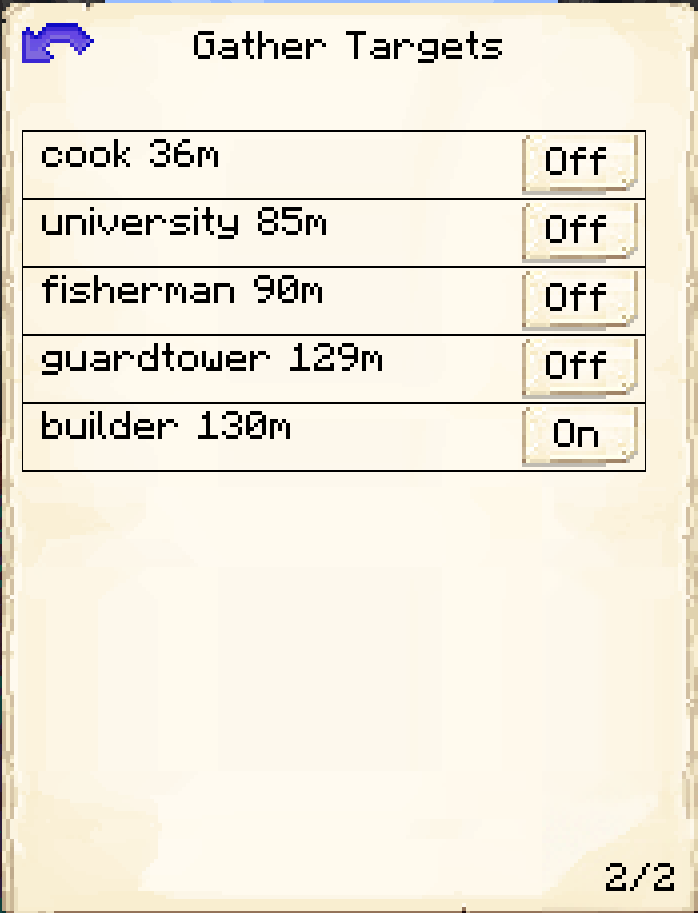 Gather Targets
cook 36m Off
university 85m Off
fisherman 90m Off
guardtower 129m Off
builder 130m On
2/2